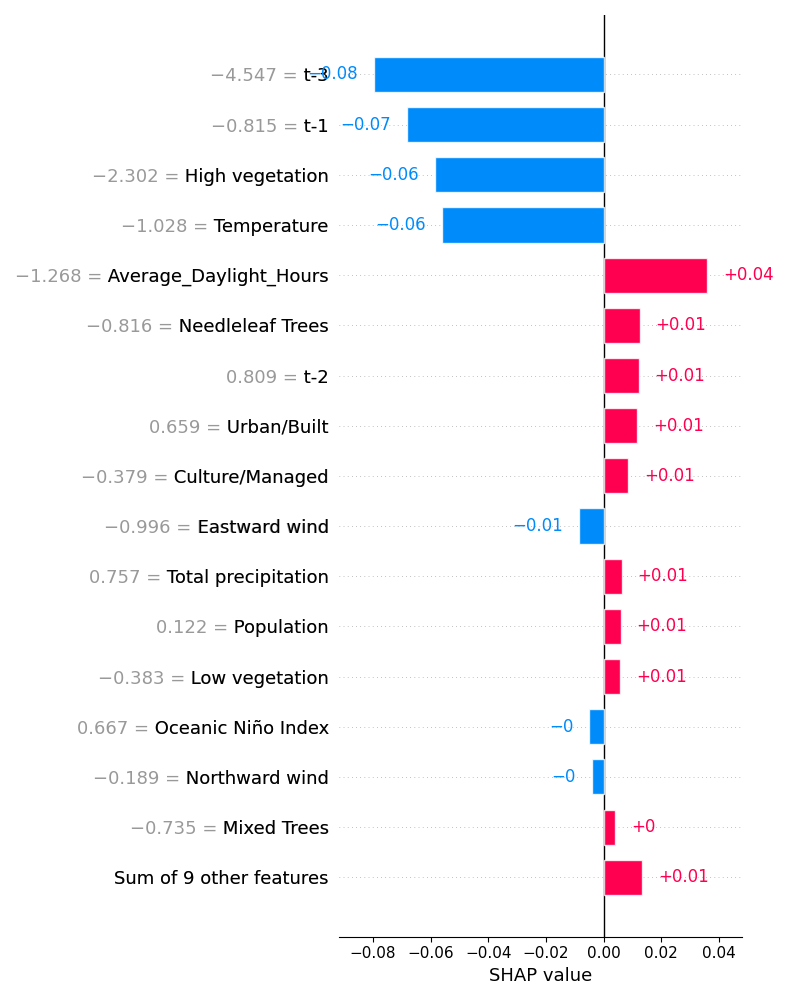 −4.547 = t-3 −0.08
−0.815 = t-1 −0.07
−2.302 = High vegetation −0.06
−1.028 = Temperature −0.06
−1.268 = Average_Daylight_Hours +0.04
−0.816 = Needleleaf Trees +0.01
0.809 = t-2 +0.01
0.659 = Urban/Built +0.01
−0.379 = Culture/Managed +0.01
−0.996 = Eastward wind −0.01
0.757 = Total precipitation +0.01
0.122 = Population +0.01
−0.383 = Low vegetation +0.01
0.667 = Oceanic Niño Index −0
−0.189 = Northward wind −0
−0.735 = Mixed Trees +0
Sum of 9 other features +0.01
−0.08 −0.06 −0.04 −0.02 0.00 0.02 0.04
SHAP value